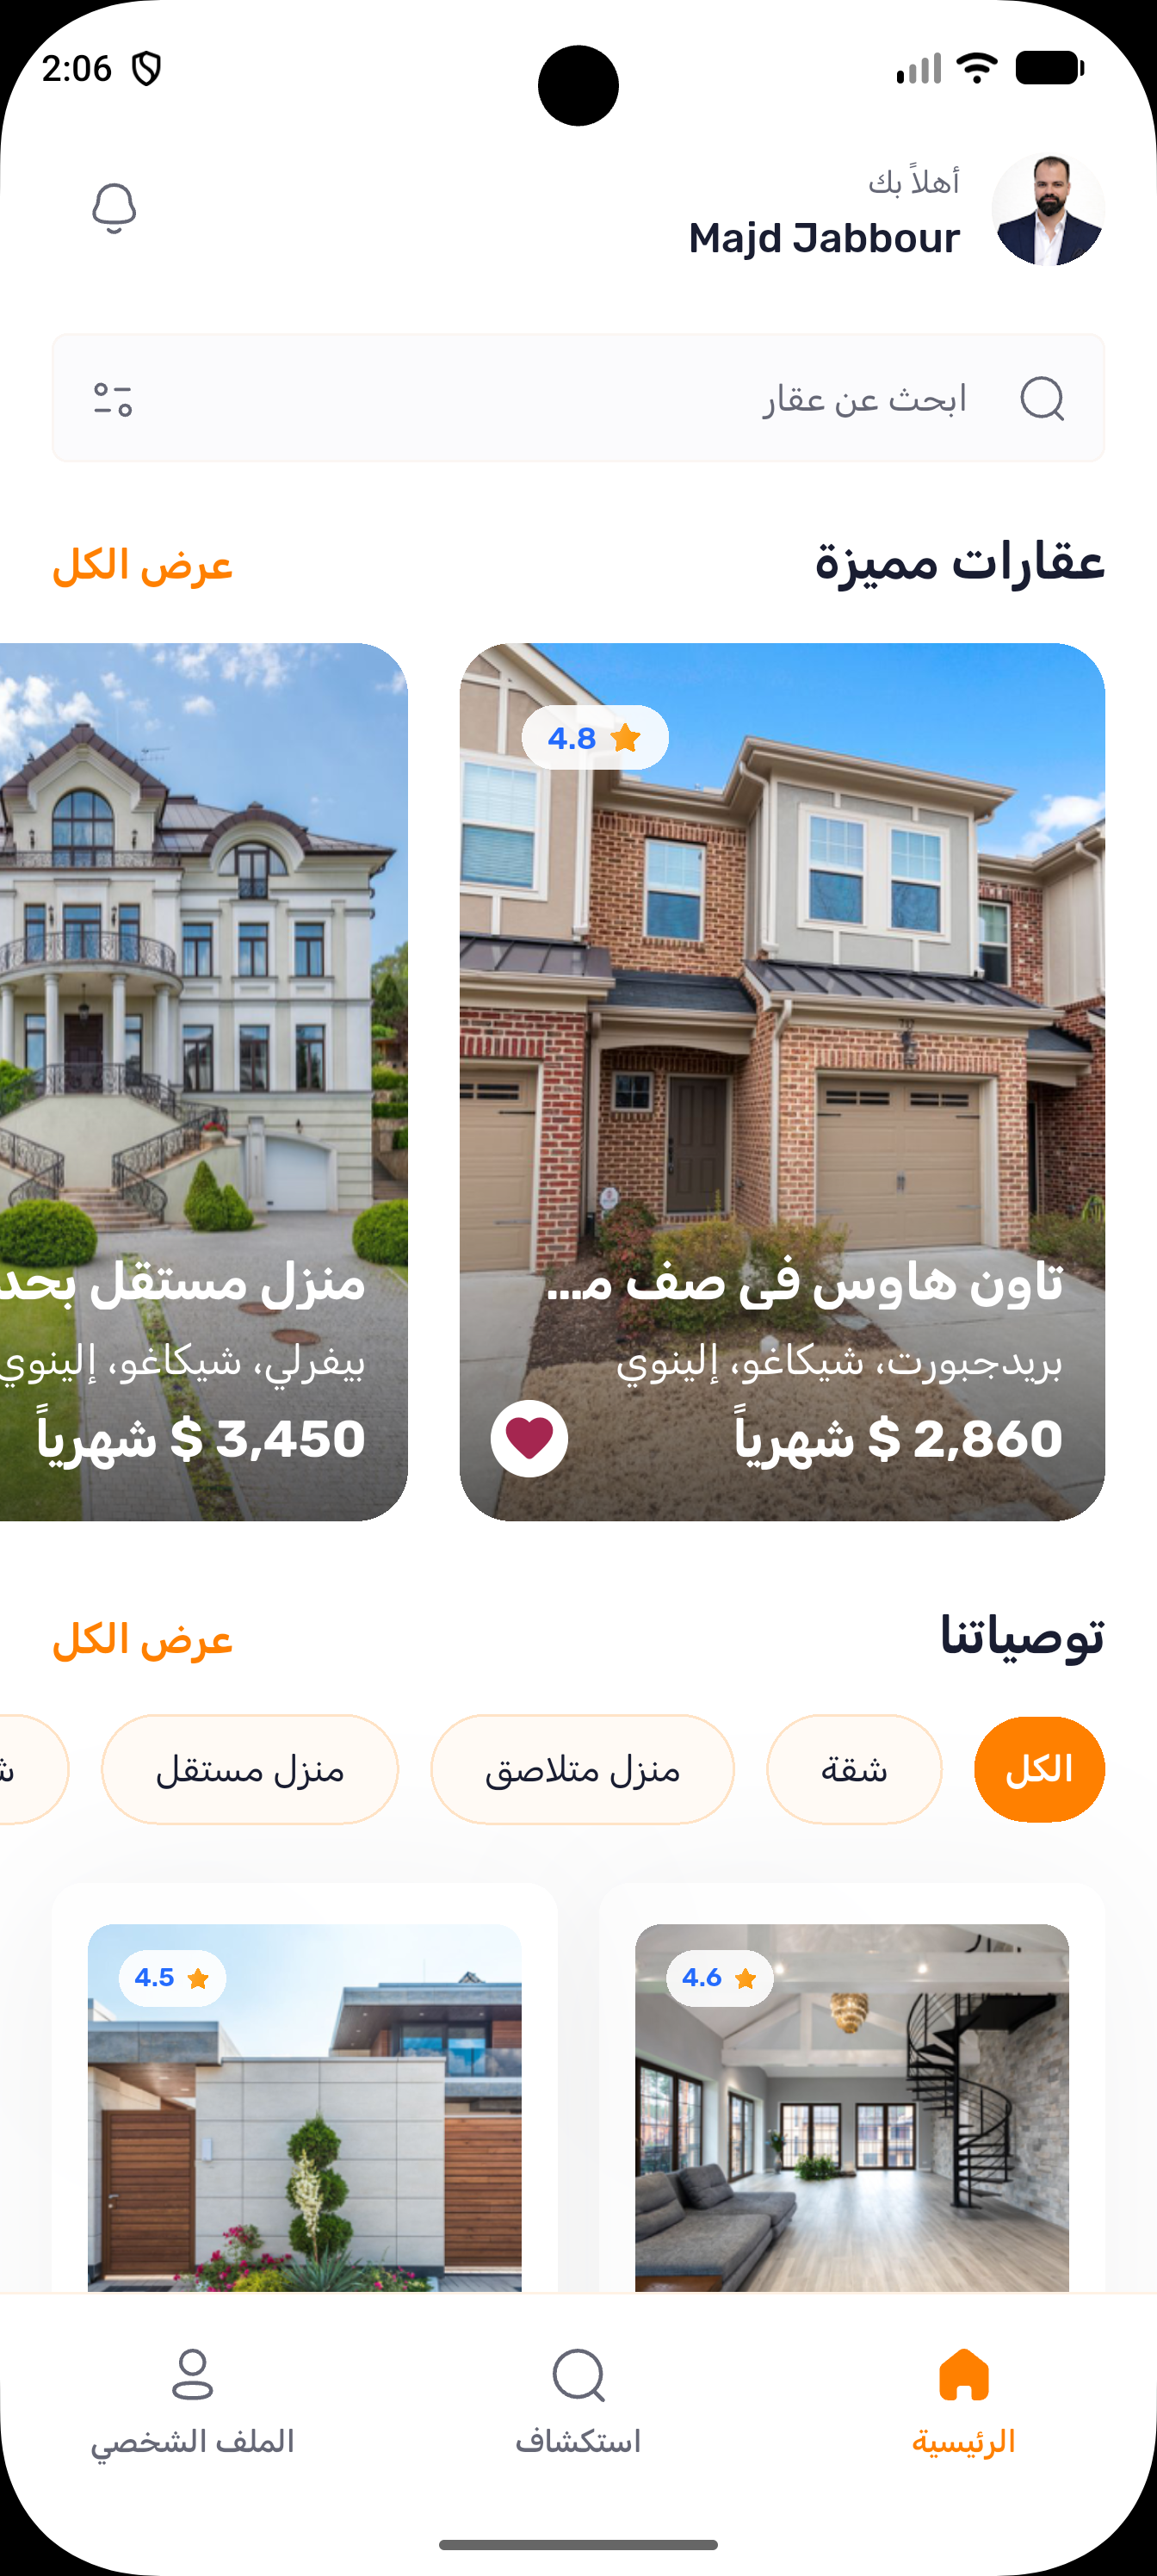 2:06
أهلاً بك
Majd Jabbour
ابحث عن عقار
عقارات مميزة
عرض الكل
4.8
تاون هاوس في صف م...
بريدجبورت، شيكاغو، إلينوي
2,860 $ شهرياً
منزل مستقل بحد
بيفرلي، شيكاغو، إلينوي
3,450 $ شهرياً
توصياتنا
عرض الكل
الكل
شقة
منزل متلاصق
منزل مستقل
4.6
4.5
الرئيسية
استكشاف
الملف الشخصي